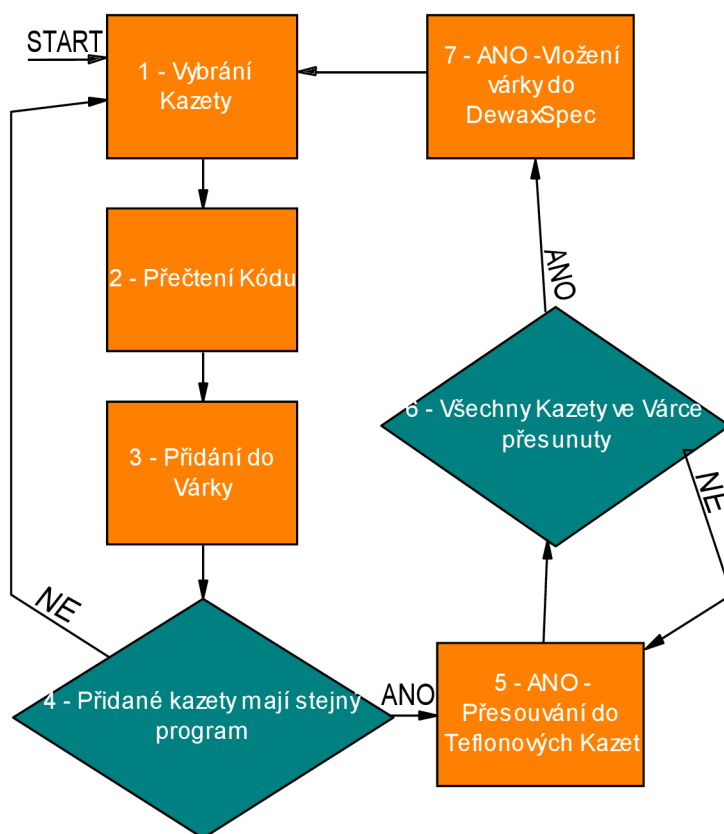 START
1 - Vybrání
Kazety
2 - Přečtení Kódu
3 - Přidání do
Várky
4 - Přidané kazety mají stejný
program
NE
ANO
5 - ANO -
Přesouvání do
Teflonových Kazet
6 - Všechny Kazety ve Várce
přesunuty
NE
ANO
7 - ANO -Vložení
várky do
DewaxSpec